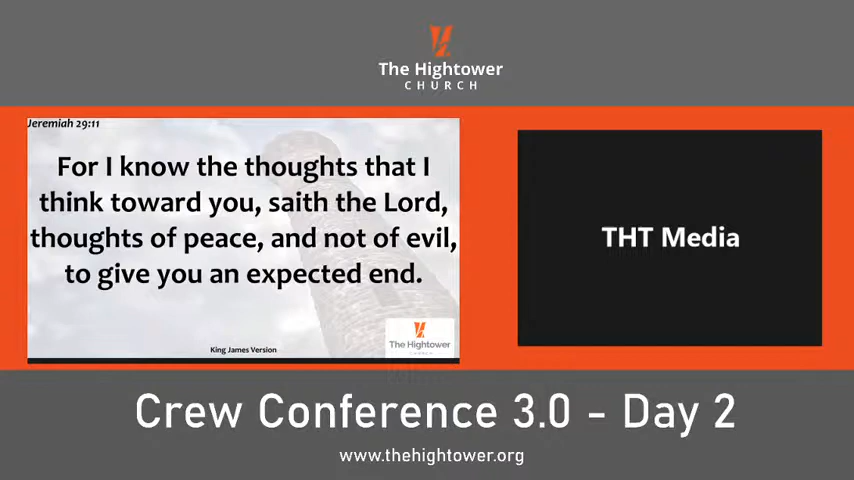 The Hightower
CHURCH
Jeremiah 29:11
For I know the thoughts that I
think toward you, saith the Lord,
thoughts of peace, and not of evil,
to give you an expected end.
King James Version
The Hightower
CHURCH
THT Media
Crew Conference 3.0 - Day 2
www.thehightower.org